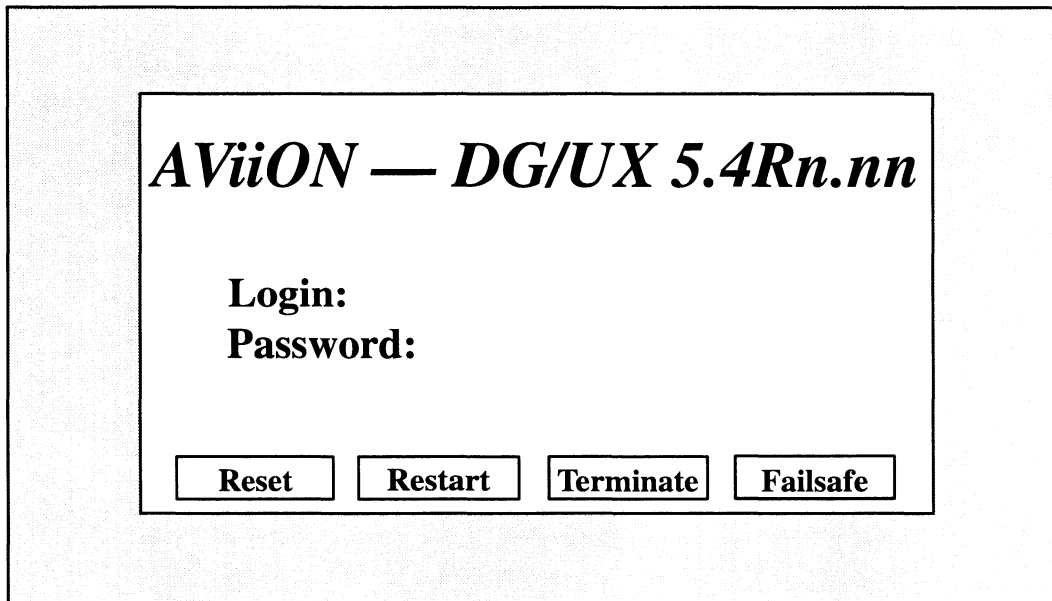 AViiON — DG/UX 5.4Rn.nn
Login:
Password:
Reset Restart Terminate Failsafe